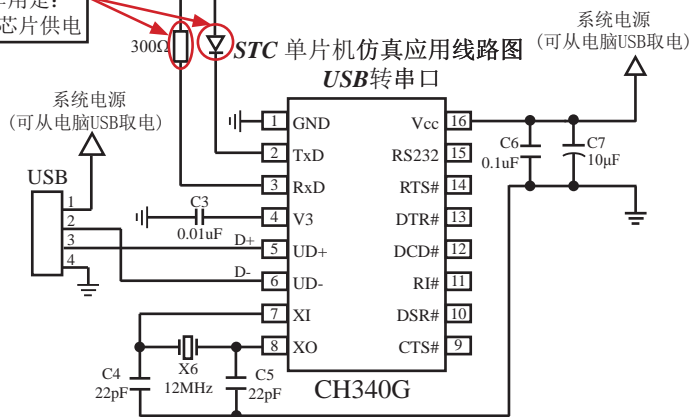 作用是:
芯片供电
300Ω
STC 单片机仿真应用线路图
USB转串口
系统电源
(可从电脑USB取电)
系统电源
(可从电脑USB取电)
USB
1
2
3
4
1 GND
2 TxD
3 RxD
4 V3
5 UD+
6 UD-
7 XI
8 XO
Vcc 16
RS232 15
RTS# 14
DTR# 13
DCD# 12
RI# 11
DSR# 10
CTS# 9
C6
0.1uF
C7
10μF
C3
0.01uF
D+
D-
C4
22pF
X6
12MHz
C5
22pF
CH340G